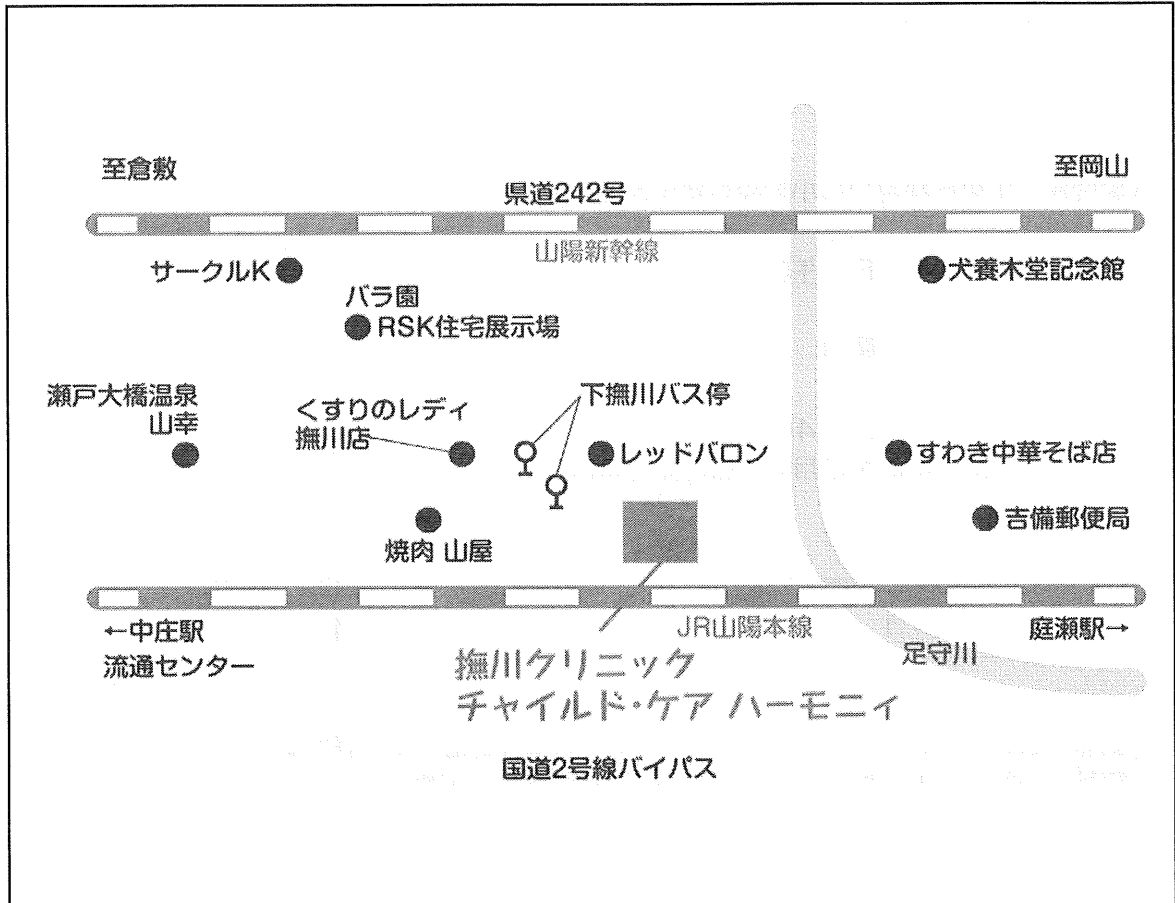 至倉敷
至岡山
県道242号
山陽新幹線
サークルK
犬養木堂記念館
バラ園
RSK住宅展示場
瀬戸大橋温泉
山幸
くすりのレディ
撫川店
下撫川バス停
レッドバロン
すわき中華そば店
吉備郵便局
焼肉 山屋
←中庄駅
流通センター
JR山陽本線
庭瀬駅→
足守川
撫川クリニック
チャイルド・ケア ハーモニィ
国道2号線バイパス